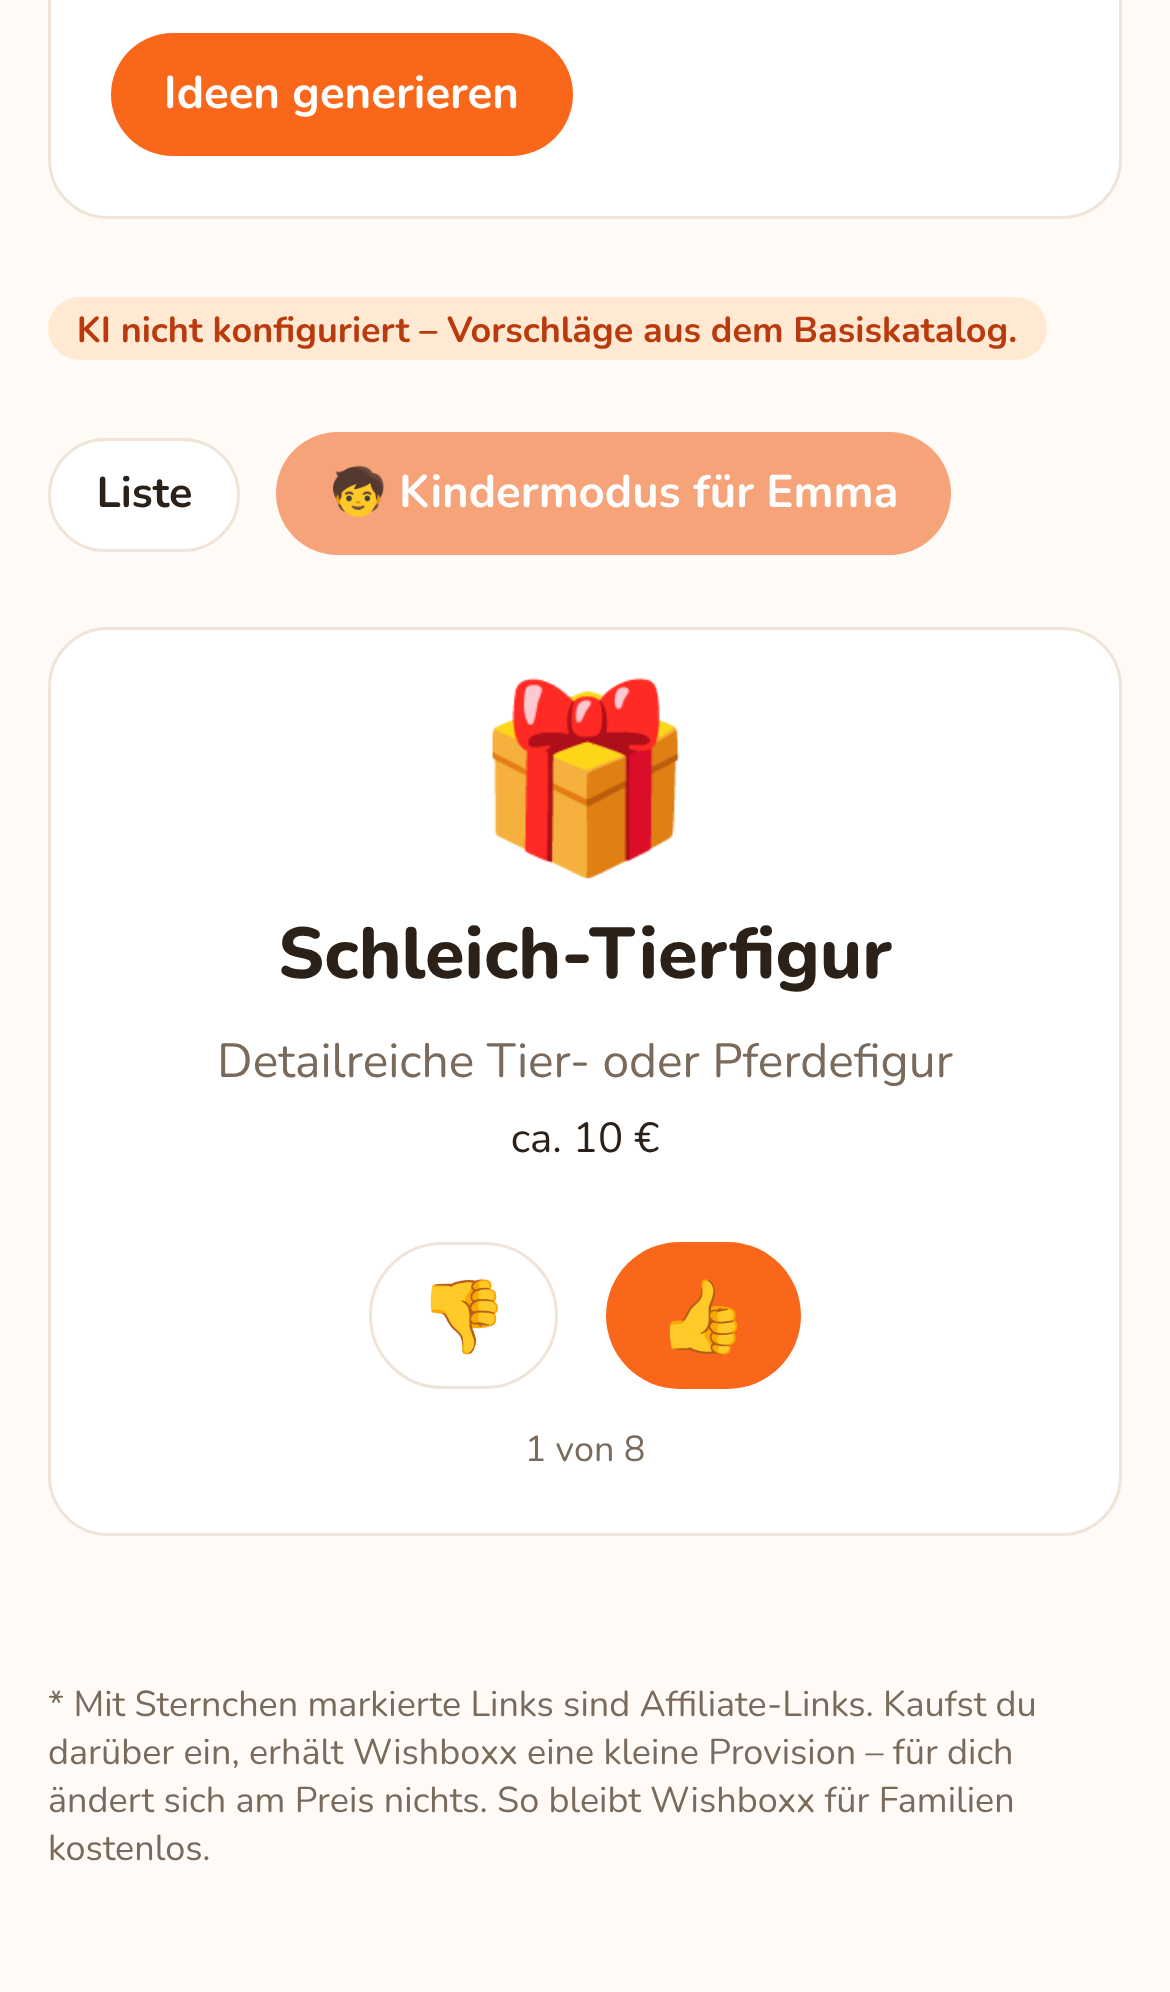 Ideen generieren
KI nicht konfiguriert – Vorschläge aus dem Basiskatalog.
Liste
Kindermodus für Emma
Schleich-Tierfigur
Detailreiche Tier- oder Pferdefigur
ca. 10 €
1 von 8
* Mit Sternchen markierte Links sind Affiliate-Links. Kaufst du
darüber ein, erhält Wishboxx eine kleine Provision – für dich
ändert sich am Preis nichts. So bleibt Wishboxx für Familien
kostenlos.